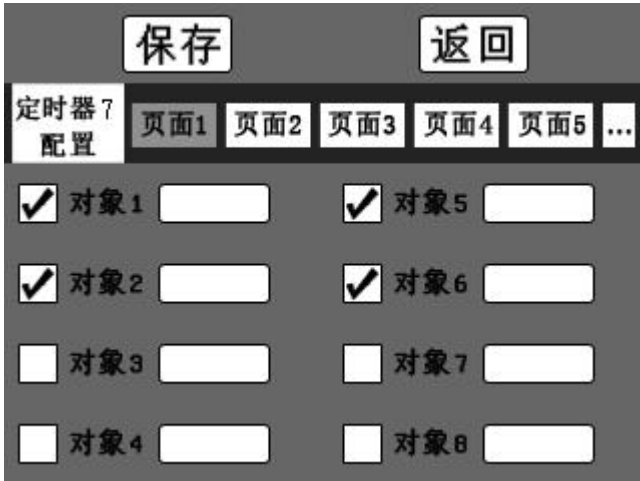 保存 返回
定时器7
配置
页面1 页面2 页面3 页面4 页面5 ...
对象1 对象5
对象2 对象6
对象3 对象7
对象4 对象8